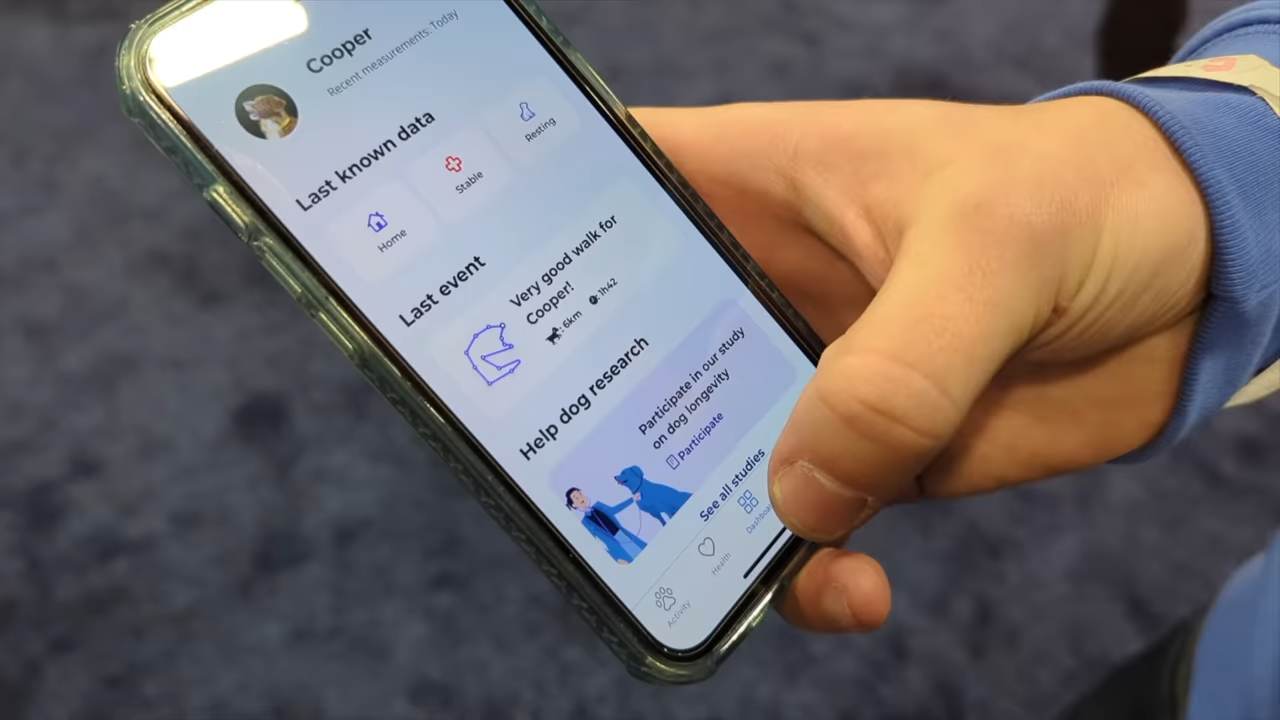 Cooper
Recent measurements: Today
Last known data
Home
Stable
Resting
Last event
Very good walk for
Cooper!
: 6km
: 1h42
Help dog research
Participate in our study
on dog longevity
Participate
See all studies
Activity
Health